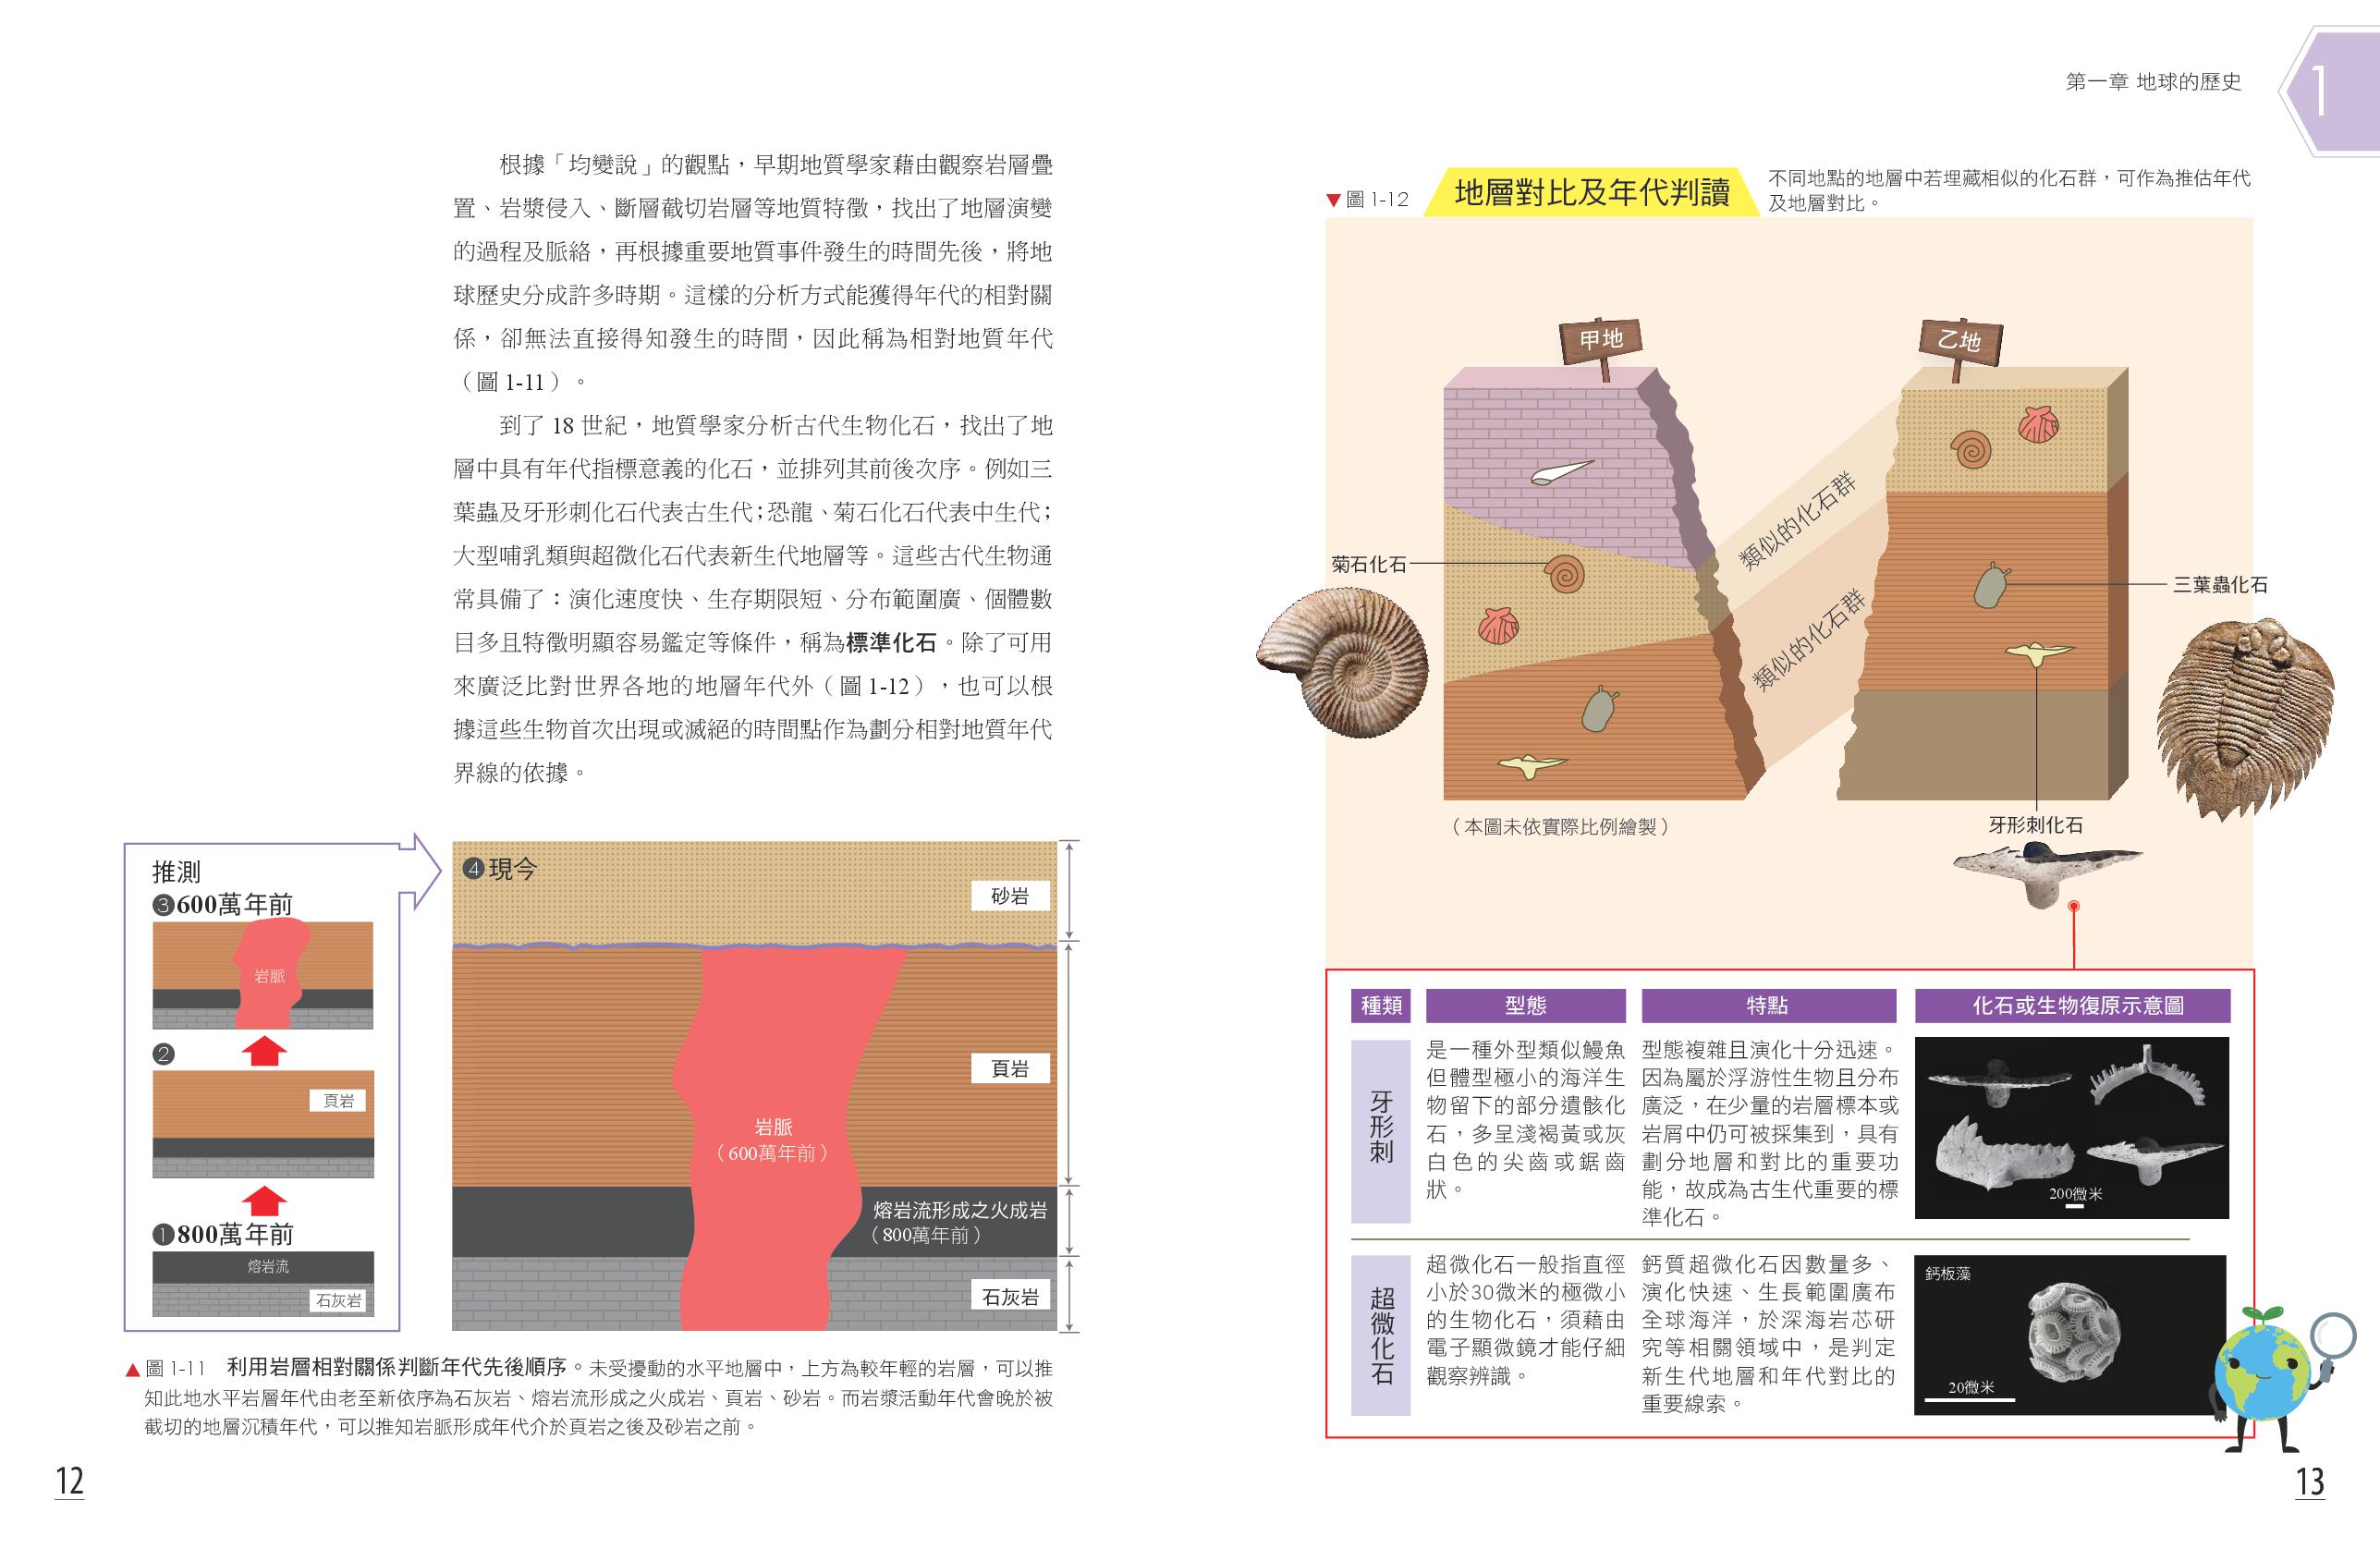 根據「均變說」的觀點，早期地質學家藉由觀察岩層疊
置、岩漿侵入、斷層截切岩層等地質特徵，找出了地層演變
的過程及脈絡，再根據重要地質事件發生的時間先後，將地
球歷史分成許多時期。這樣的分析方式能獲得年代的相對關
係，卻無法直接得知發生的時間，因此稱為相對地質年代
（圖 1-11）。
到了 18 世紀，地質學家分析古代生物化石，找出了地
層中具有年代指標意義的化石，並排列其前後次序。例如三
葉蟲及牙形刺化石代表古生代；恐龍、菊石化石代表中生代；
大型哺乳類與超微化石代表新生代地層等。這些古代生物通
常具備了：演化速度快、生存期限短、分布範圍廣、個體數
目多且特徵明顯容易鑑定等條件，稱為標準化石。除了可用
來廣泛比對世界各地的地層年代外（圖 1-12），也可以根
據這些生物首次出現或滅絕的時間點作為劃分相對地質年代
界線的依據。
推測
❸600萬年前
岩脈
❷
頁岩
❶800萬年前
熔岩流
石灰岩
❹現今
砂岩
頁岩
岩脈
（600萬年前）
熔岩流形成之火成岩
（800萬年前）
石灰岩
▲圖 1-11 利用岩層相對關係判斷年代先後順序。未受擾動的水平地層中，上方為較年輕的岩層，可以推
知此地水平岩層年代由老至新依序為石灰岩、熔岩流形成之火成岩、頁岩、砂岩。而岩漿活動年代會晚於被
截切的地層沉積年代，可以推知岩脈形成年代介於頁岩之後及砂岩之前。
12
第一章 地球的歷史
1
▼圖 1-12
地層對比及年代判讀
不同地點的地層中若埋藏相似的化石群，可作為推估年代
及地層對比。
甲地
乙地
類似的化石群
類似的化石群
菊石化石
三葉蟲化石
牙形刺化石
（本圖未依實際比例繪製）
種類
型態
特點
化石或生物復原示意圖
牙形刺
是一種外型類似鰻魚
但體型極小的海洋生
物留下的部分遺骸化
石，多呈淺褐黃或灰
白色的尖齒或鋸齒
狀。
型態複雜且演化十分迅速。
因為屬於浮游性生物且分布
廣泛，在少量的岩層標本或
岩屑中仍可被採集到，具有
劃分地層和對比的重要功
能，故成為古生代重要的標
準化石。
200微米
超微化石
超微化石一般指直徑
小於30微米的極微小
的生物化石，須藉由
電子顯微鏡才能仔細
觀察辨識。
鈣質超微化石因數量多、
演化快速、生長範圍廣布
全球海洋，於深海岩芯研
究等相關領域中，是判定
新生代地層和年代對比的
重要線索。
鈣板藻
20微米
13